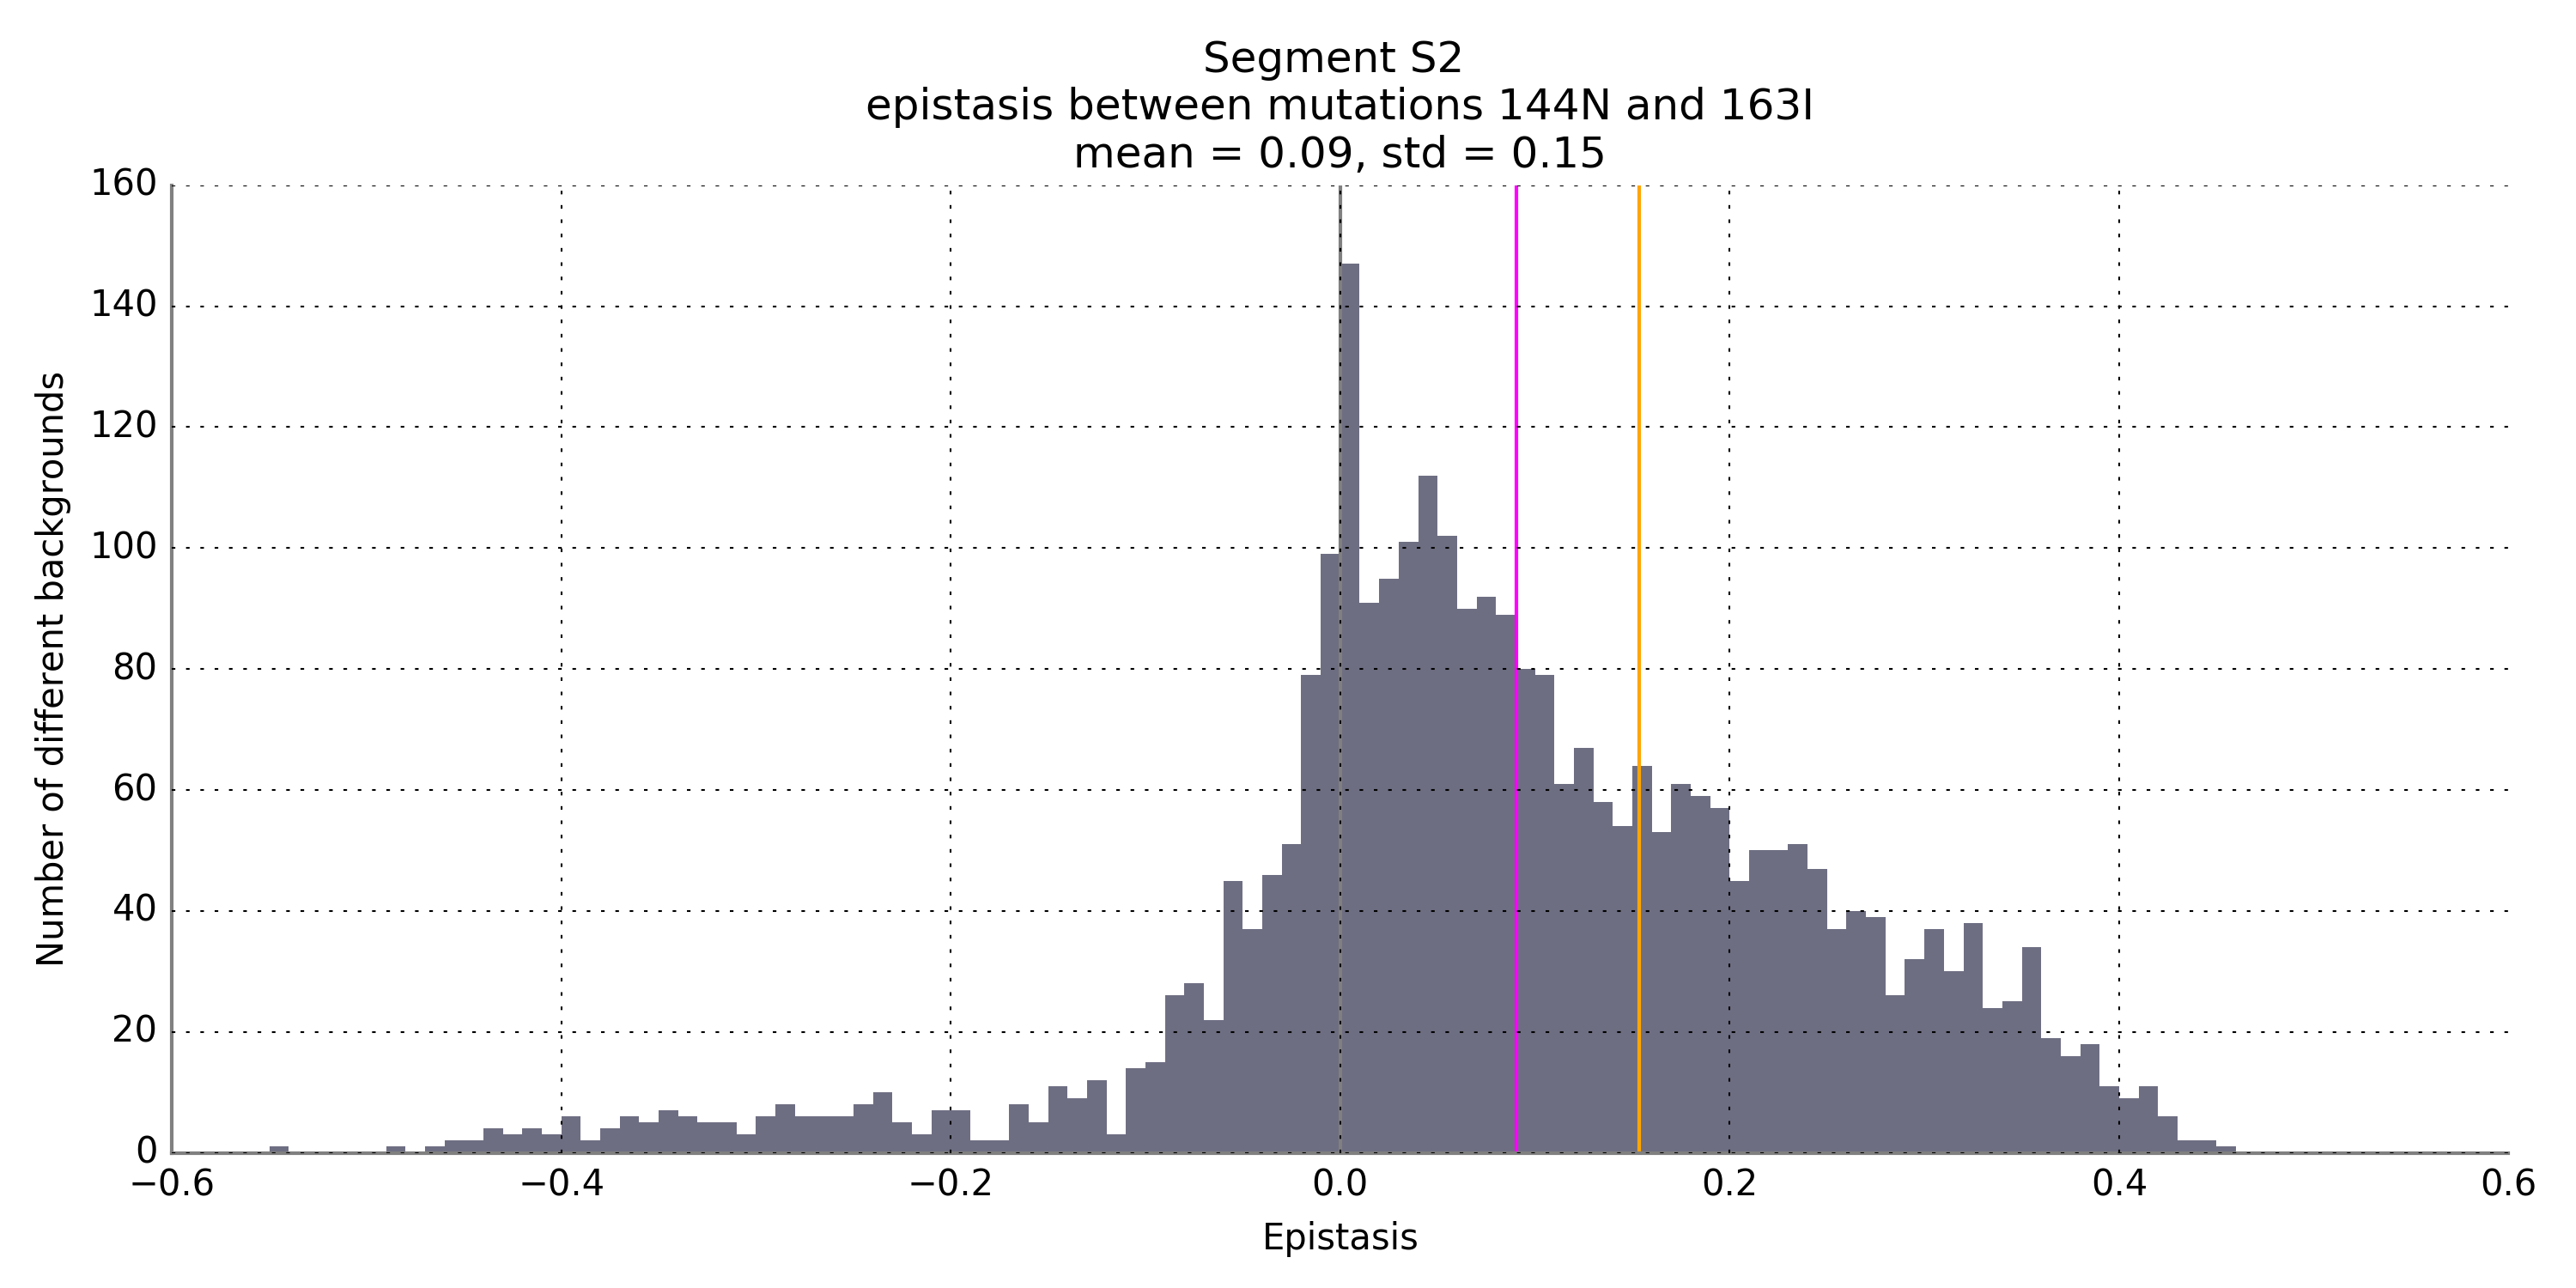 Segment S2
epistasis between mutations 144N and 163I
mean = 0.09, std = 0.15
160
140
120
100
80
60
40
20
0
Number of different backgrounds
−0.6 −0.4 −0.2 0.0 0.2 0.4 0.6
Epistasis